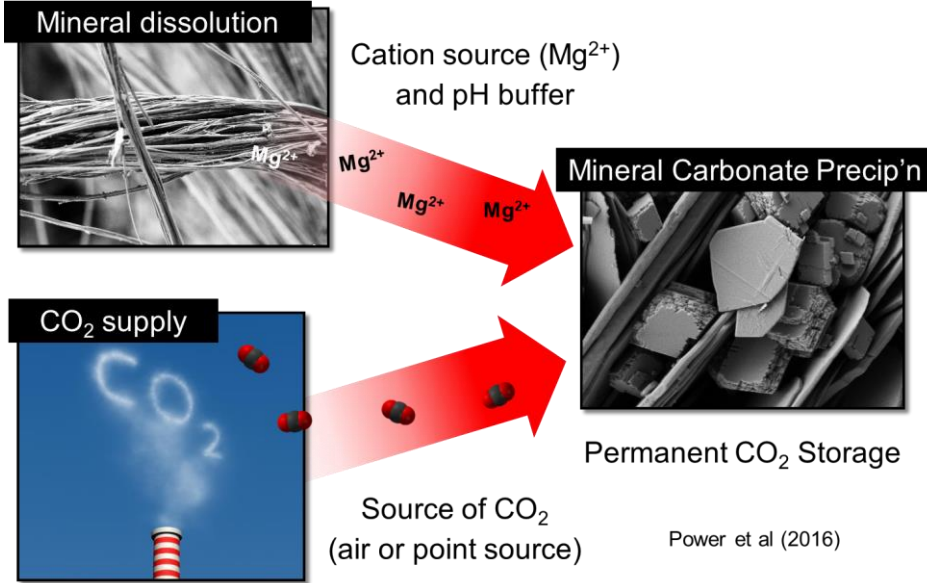 Mineral dissolution
Cation source (Mg²⁺)
and pH buffer
Mg²⁺
Mg²⁺
Mg²⁺
Mg²⁺
Mineral Carbonate Precip'n
CO₂ supply
CO₂
Permanent CO₂ Storage
Source of CO₂
(air or point source)
Power et al (2016)